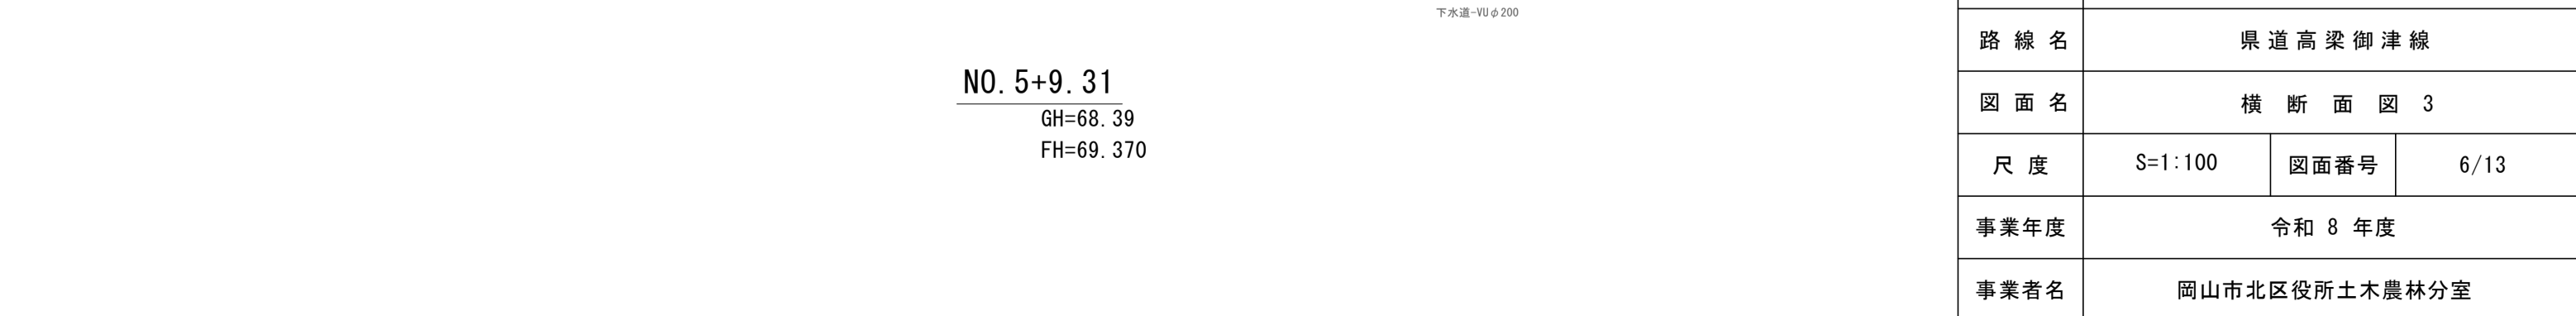 下水道-VUφ200
NO.5+9.31
GH=68.39
FH=69.370
路線名 県道高梁御津線
図面名 横断面図 3
尺度 S=1:100 図面番号 6/13
事業年度 令和 8 年度
事業者名 岡山市北区役所土木農林分室